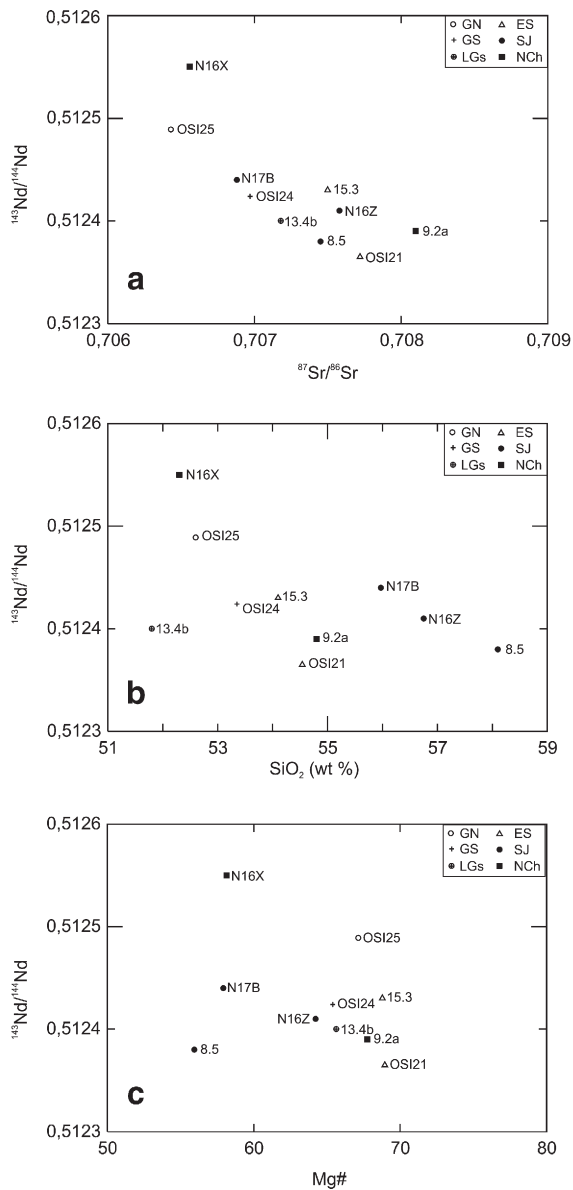 0,5126
GN ES
GS SJ
LGs NCh
N16X
0,5125
OSI25
¹⁴³Nd/¹⁴⁴Nd
N17B
15.3
OSI24
N16Z
0,5124
13.4b
9.2a
8.5
OSI21
a
0,5123
0,706 0,707 0,708 0,709
⁸⁷Sr/⁸⁶Sr
0,5126
GN ES
GS SJ
LGs NCh
N16X
0,5125
OSI25
¹⁴³Nd/¹⁴⁴Nd
N17B
15.3
OSI24
N16Z
0,5124
13.4b
9.2a
8.5
OSI21
b
0,5123
51 53 55 57 59
SiO₂ (wt %)
0,5126
GN ES
GS SJ
LGs NCh
N16X
0,5125
OSI25
¹⁴³Nd/¹⁴⁴Nd
N17B
15.3
OSI24
N16Z
0,5124
13.4b
9.2a
8.5
OSI21
c
0,5123
50 60 70 80
Mg#